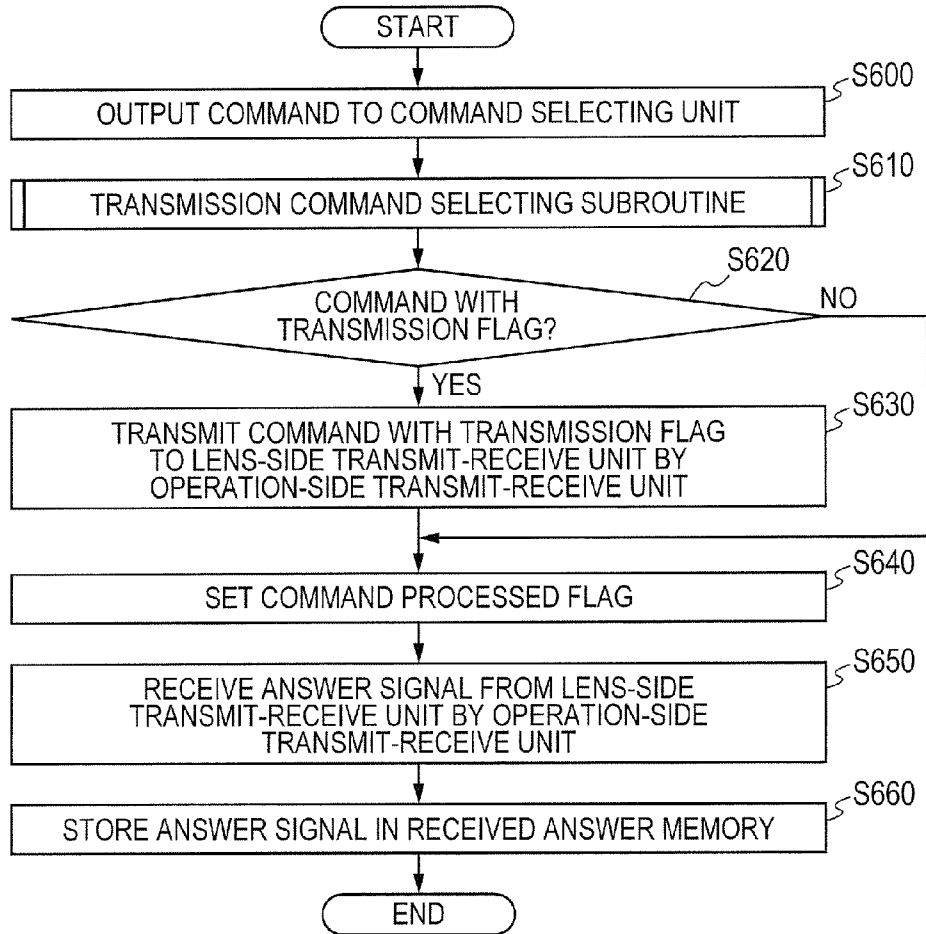 START
S600
OUTPUT COMMAND TO COMMAND SELECTING UNIT
S610
TRANSMISSION COMMAND SELECTING SUBROUTINE
S620
COMMAND WITH
TRANSMISSION FLAG?
NO
YES
S630
TRANSMIT COMMAND WITH TRANSMISSION FLAG
TO LENS-SIDE TRANSMIT-RECEIVE UNIT BY
OPERATION-SIDE TRANSMIT-RECEIVE UNIT
S640
SET COMMAND PROCESSED FLAG
S650
RECEIVE ANSWER SIGNAL FROM LENS-SIDE
TRANSMIT-RECEIVE UNIT BY OPERATION-SIDE
TRANSMIT-RECEIVE UNIT
S660
STORE ANSWER SIGNAL IN RECEIVED ANSWER MEMORY
END